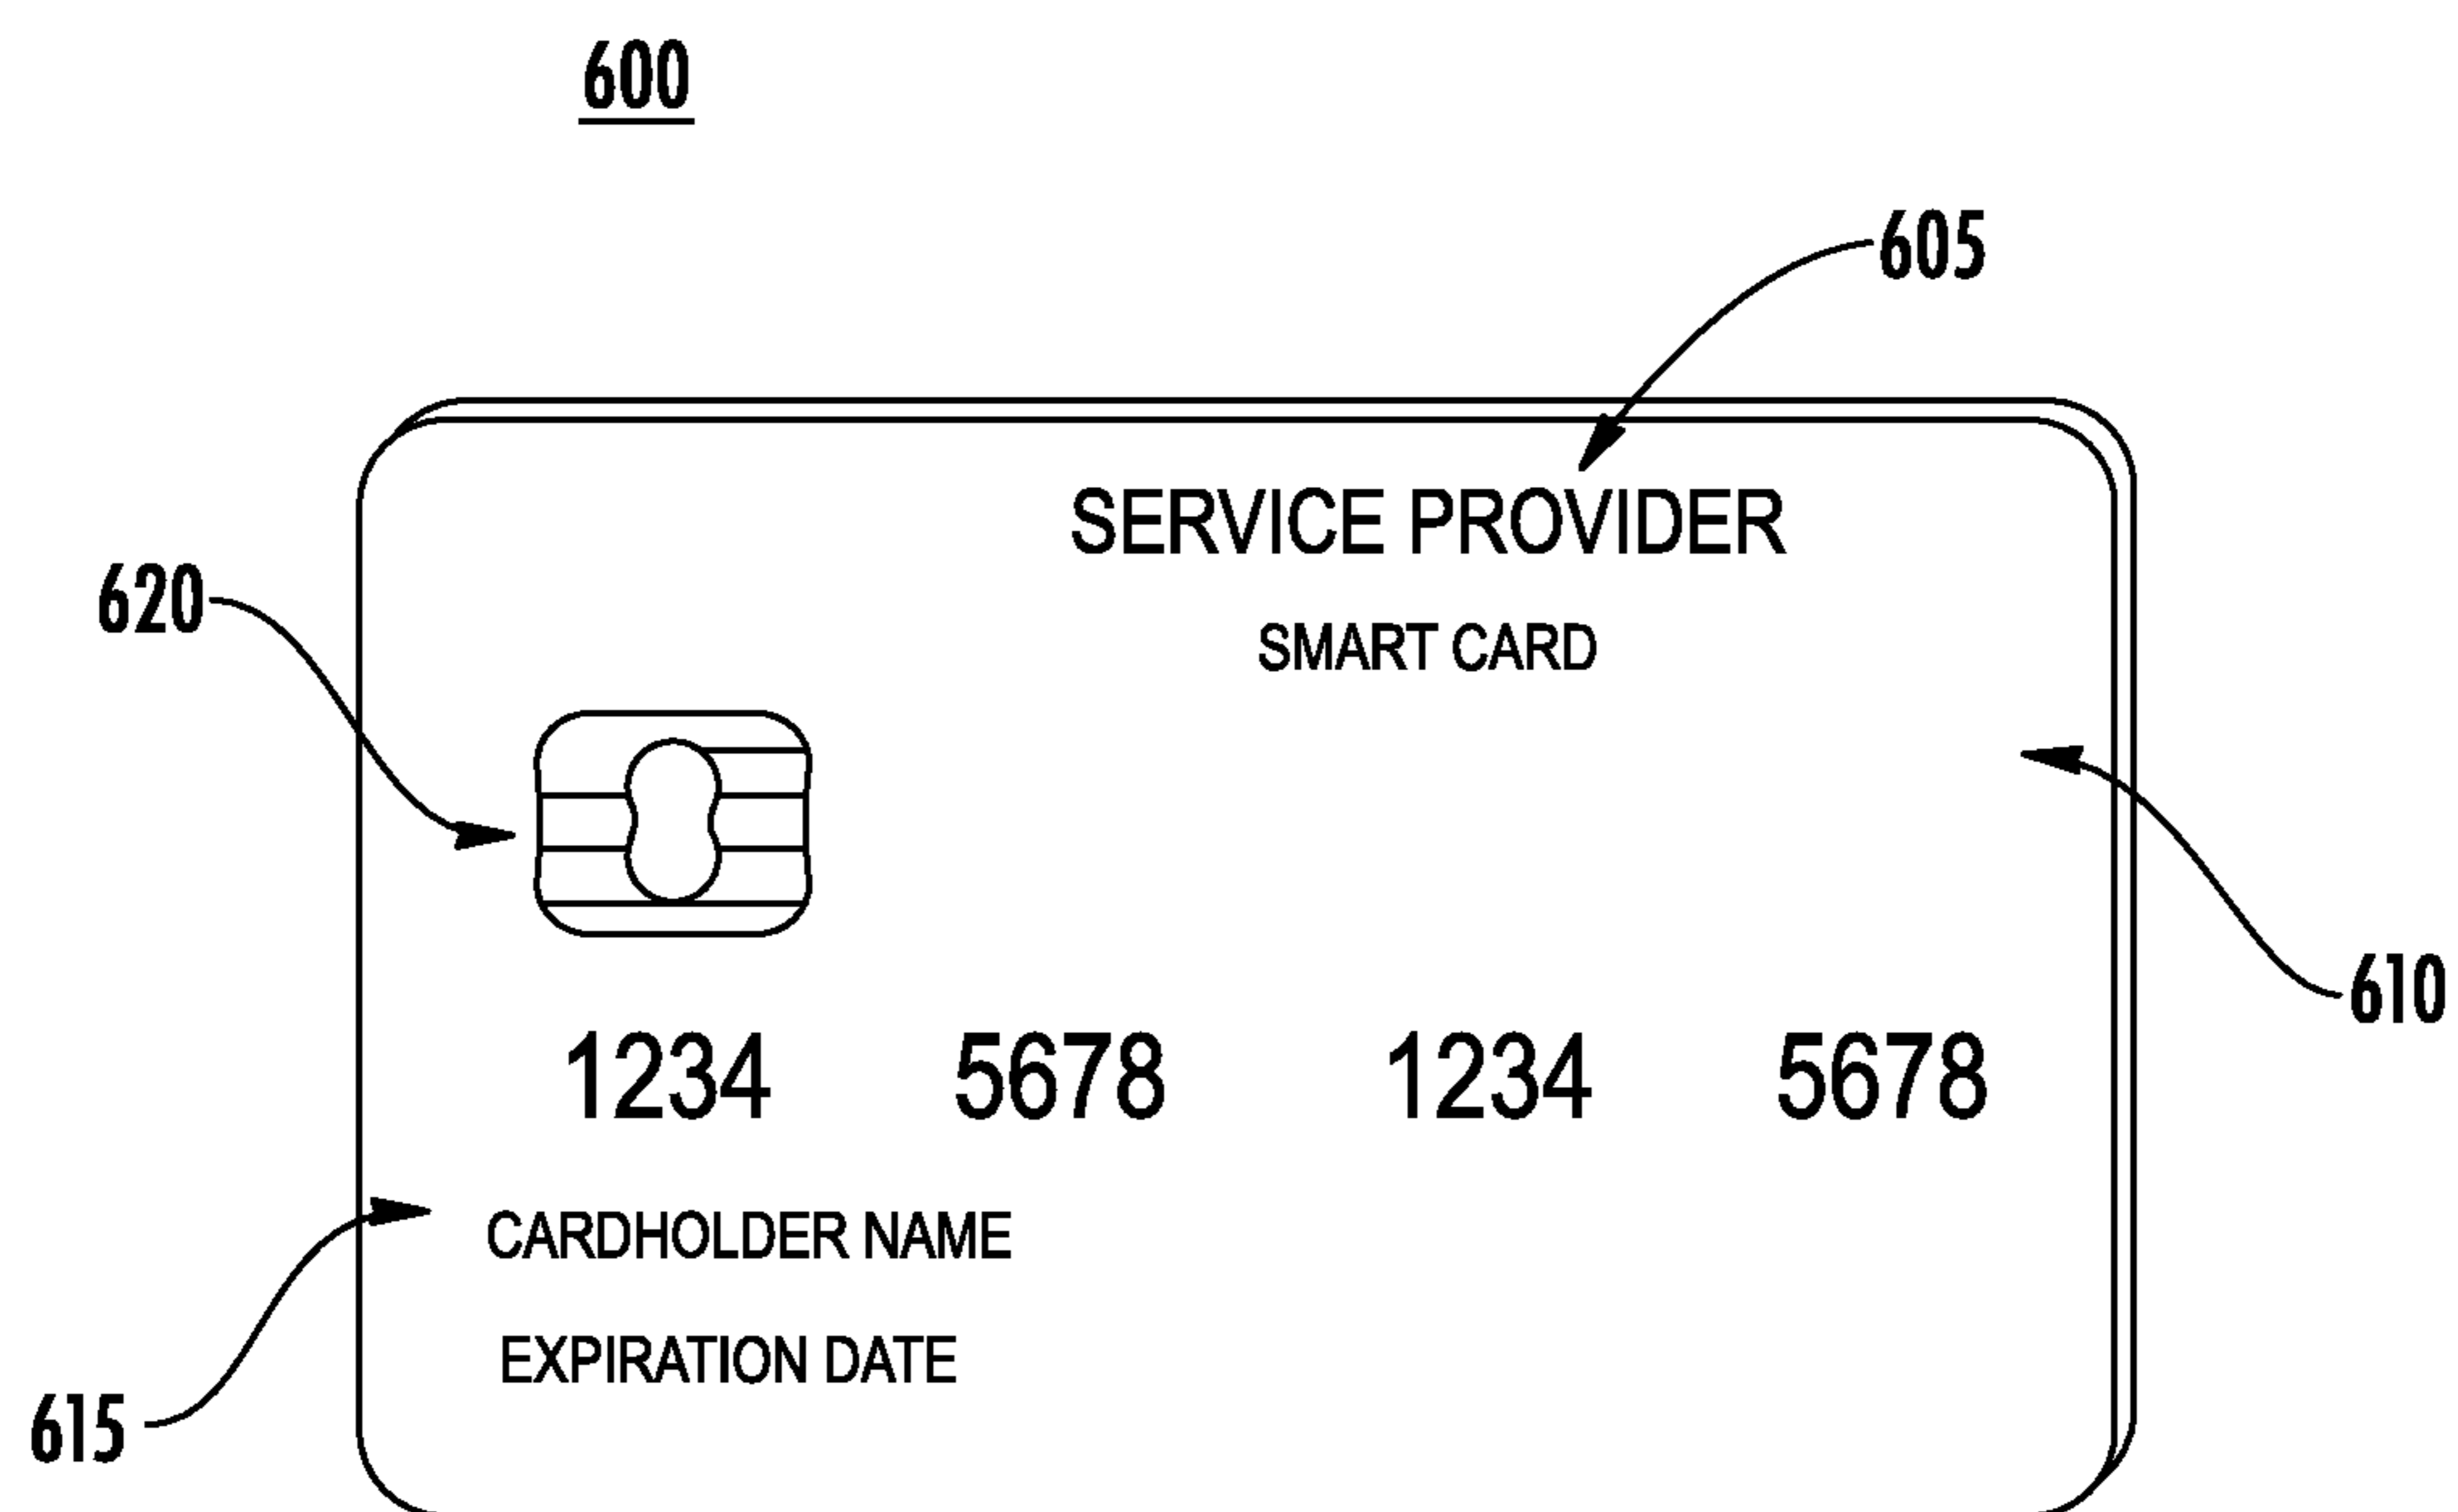 600
605
SERVICE PROVIDER
620
SMART CARD
610
1234 5678 1234 5678
CARDHOLDER NAME
EXPIRATION DATE
615